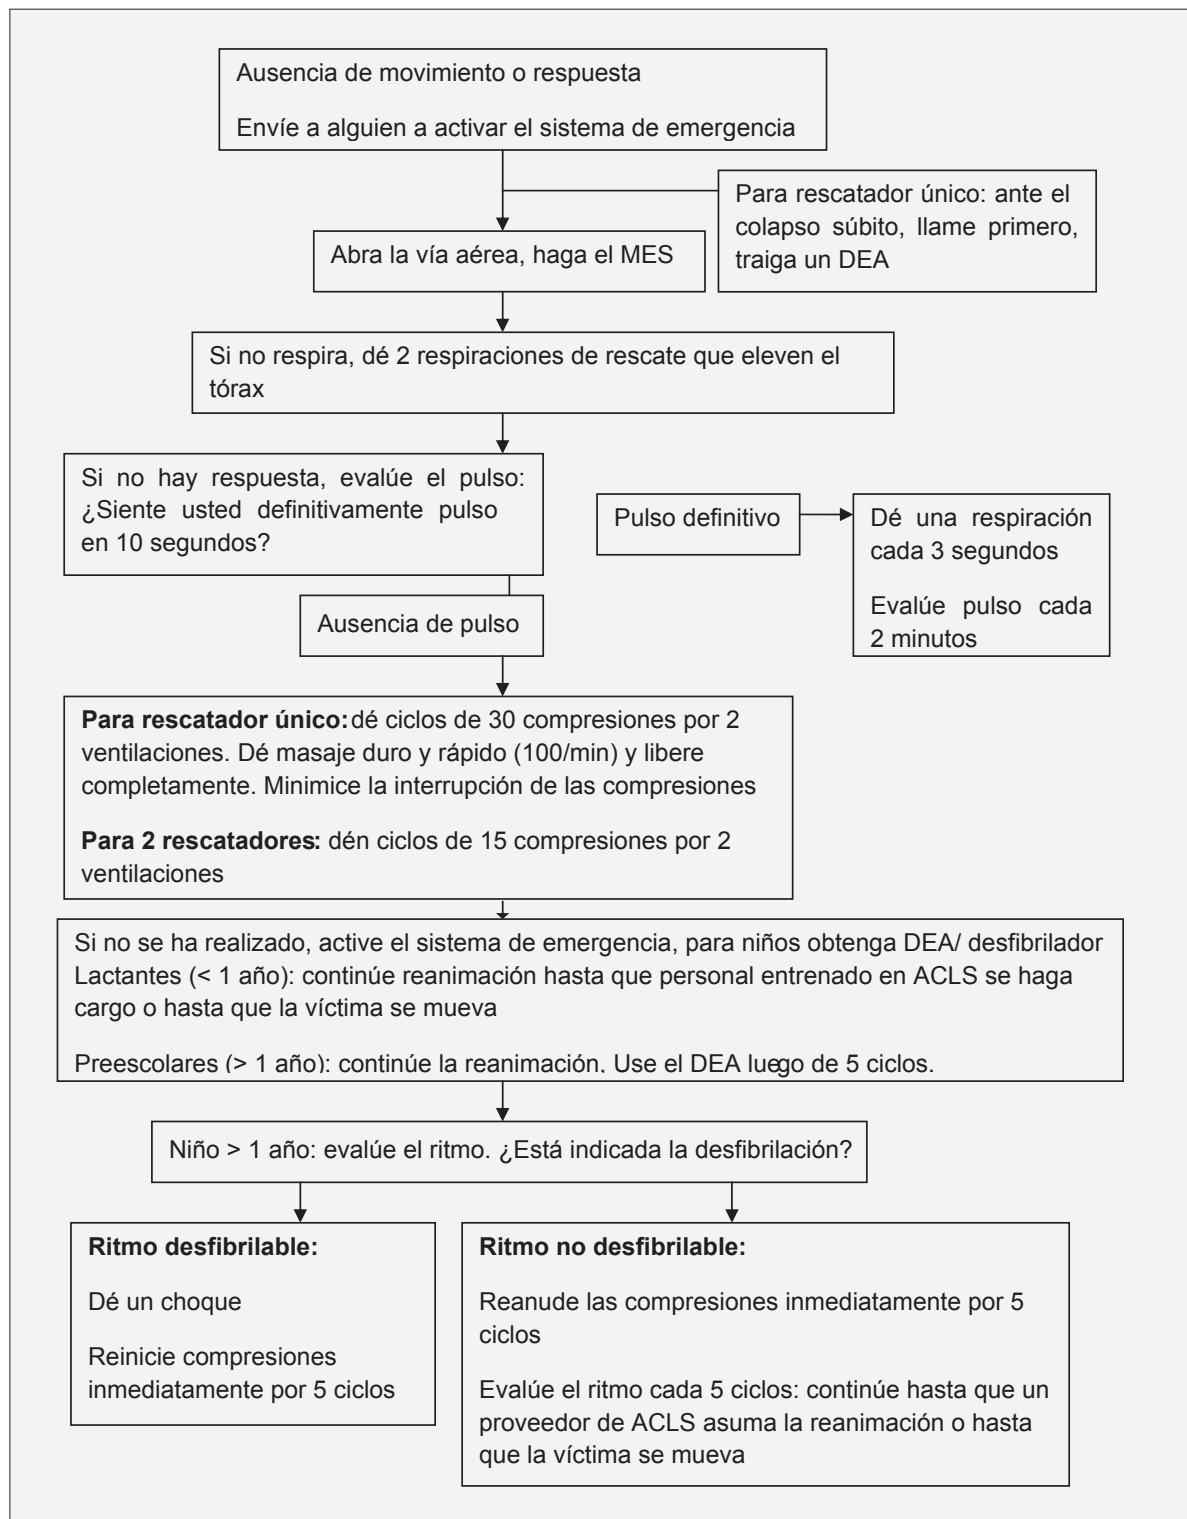 Ausencia de movimiento o respuesta
Envíe a alguien a activar el sistema de emergencia
Para rescatador único: ante el
colapso súbito, llame primero,
traiga un DEA
Abra la vía aérea, haga el MES
Si no respira, dé 2 respiraciones de rescate que eleven el
tórax
Si no hay respuesta, evalúe el pulso:
¿Siente usted definitivamente pulso
en 10 segundos?
Pulso definitivo
Dé una respiración
cada 3 segundos
Evalúe pulso cada
2 minutos
Ausencia de pulso
Para rescatador único: dé ciclos de 30 compresiones por 2
ventilaciones. Dé masaje duro y rápido (100/min) y libere
completamente. Minimice la interrupción de las compresiones
Para 2 rescatadores: dén ciclos de 15 compresiones por 2
ventilaciones
Si no se ha realizado, active el sistema de emergencia, para niños obtenga DEA/ desfibrilador
Lactantes (< 1 año): continúe reanimación hasta que personal entrenado en ACLS se haga
cargo o hasta que la víctima se mueva
Preescolares (> 1 año): continúe la reanimación. Use el DEA luego de 5 ciclos.
Niño > 1 año: evalúe el ritmo. ¿Está indicada la desfibrilación?
Ritmo desfibrilable:
Dé un choque
Reinicie compresiones
inmediatamente por 5 ciclos
Ritmo no desfibrilable:
Reanude las compresiones inmediatamente por 5
ciclos
Evalúe el ritmo cada 5 ciclos: continúe hasta que un
proveedor de ACLS asuma la reanimación o hasta
que la víctima se mueva